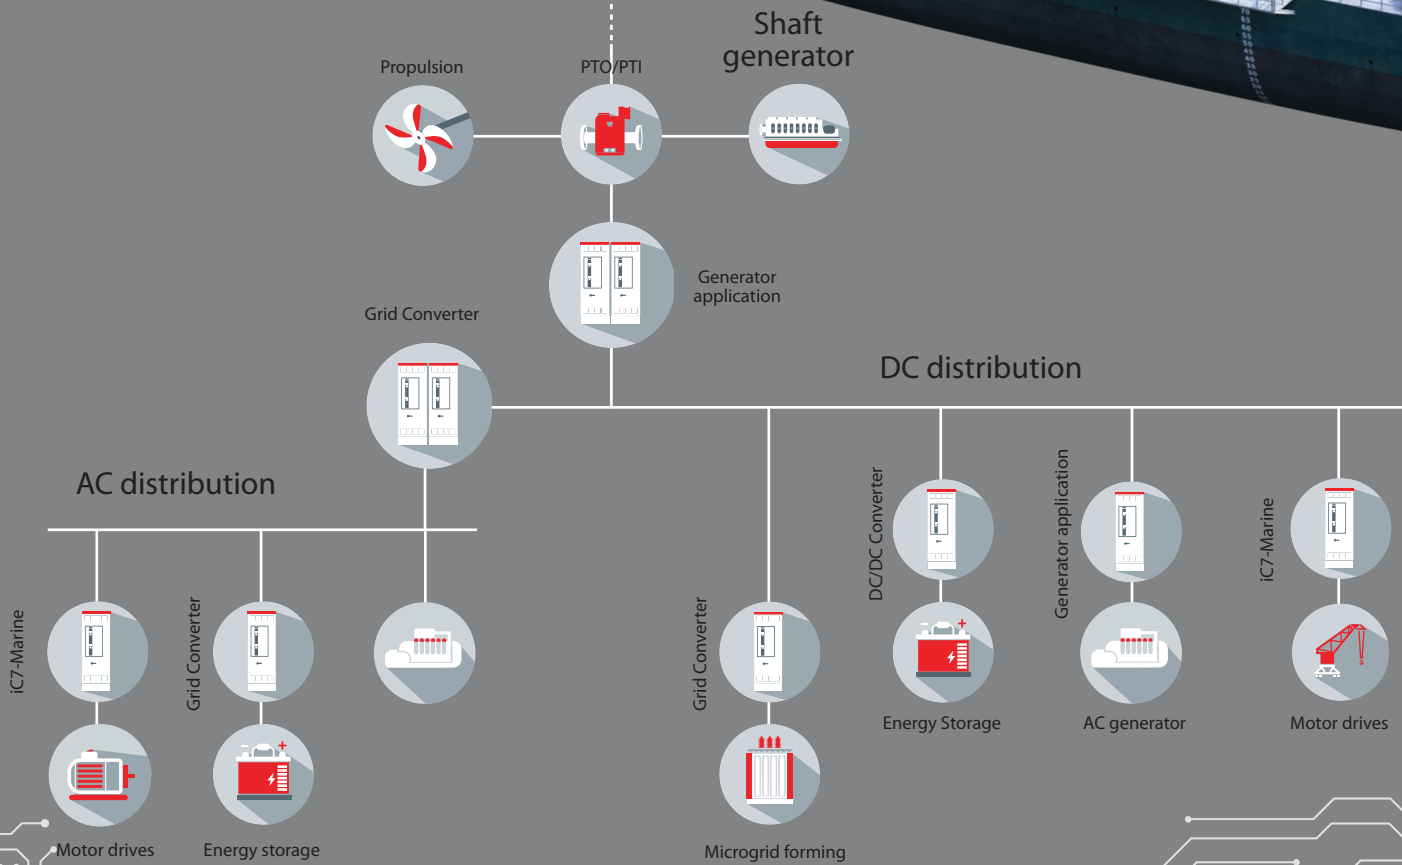 Shaft
generator
Propulsion
PTO/PTI
Generator
application
Grid Converter
DC distribution
AC distribution
iC7-Marine
Grid Converter
Grid Converter
DC/DC Converter
Generator application
iC7-Marine
Energy Storage
AC generator
Motor drives
Motor drives
Energy storage
Microgrid forming